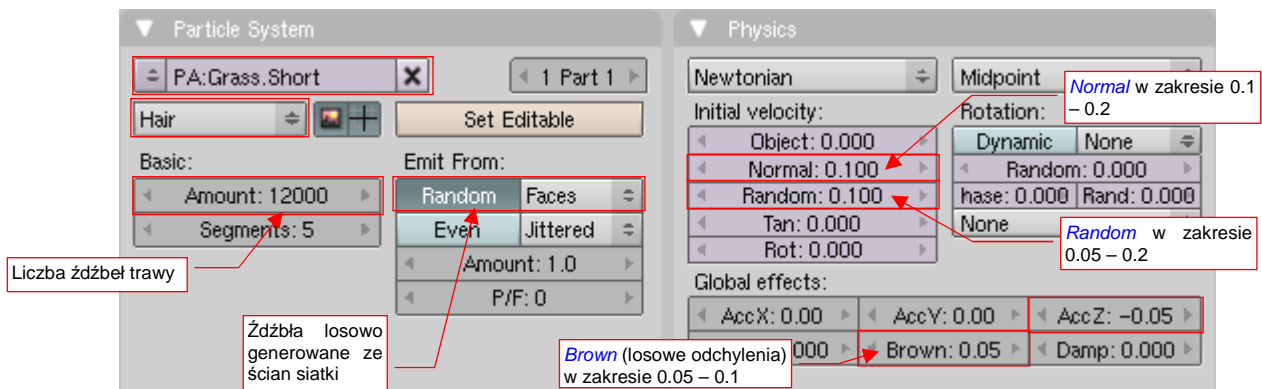 Particle System
PA:Grass.Short
1 Part 1
Hair
Set Editable
Basic:
Emit From:
Amount: 12000
Random
Faces
Segments: 5
Even
Jittered
Amount: 1.0
P/F: 0
Liczba źdźbeł trawy
Źdźbła losowo
generowane ze
ścian siatki
Physics
Newtonian
Midpoint
Normal w zakresie 0.1
– 0.2
Initial velocity:
Rotation:
Object: 0.000
Dynamic
None
Normal: 0.100
Random: 0.000
Random: 0.100
hase: 0.000
Rand: 0.000
Tan: 0.000
None
Rot: 0.000
Random w zakresie
0.05 – 0.2
Global effects:
AccX: 0.00
AccY: 0.00
AccZ: -0.05
Brown (losowe odchylenia)
w zakresie 0.05 – 0.1
000
Brown: 0.05
Damp: 0.000